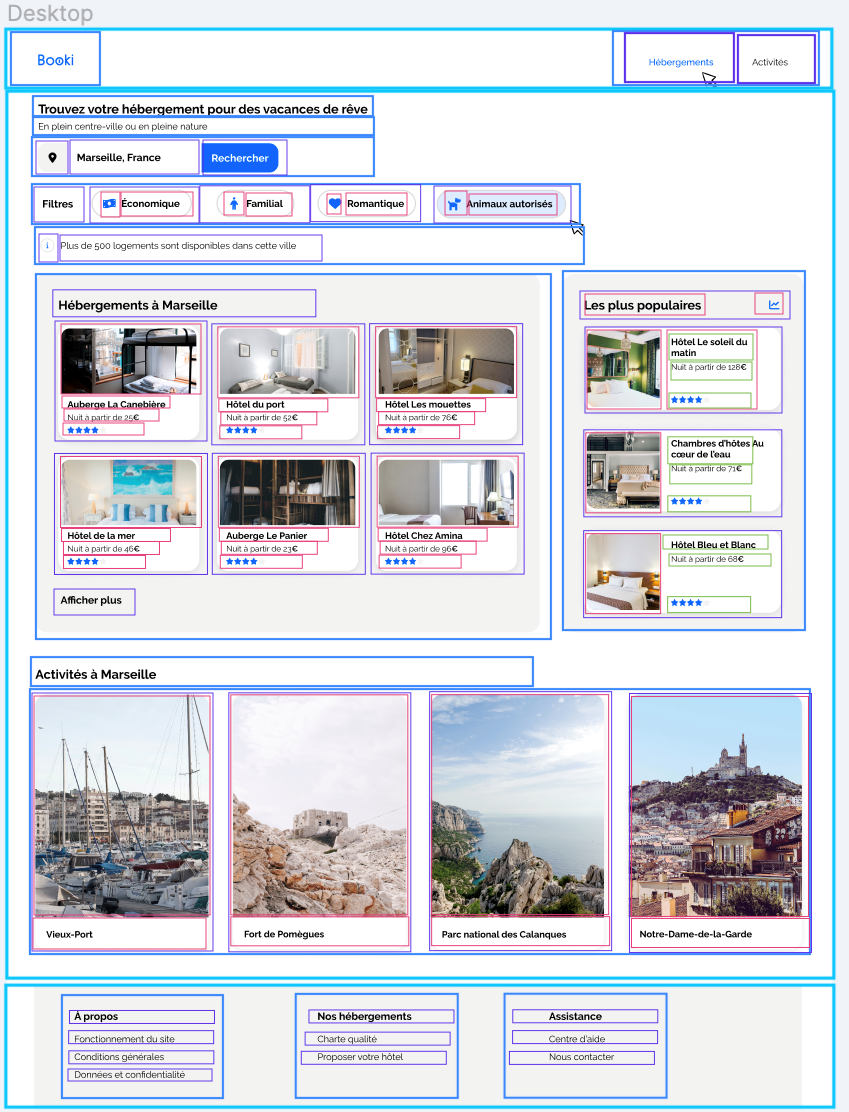 Desktop
Booki
Hébergements
Activités
Trouvez votre hébergement pour des vacances de rêve
En plein centre-ville ou en pleine nature
Marseille, France
Rechercher
Filtres
Économique
Familial
Romantique
Animaux autorisés
i
Plus de 500 logements sont disponibles dans cette ville
Hébergements à Marseille
Auberge La Canebière
Nuit à partir de 25€
Hôtel du port
Nuit à partir de 52€
Hôtel Les mouettes
Nuit à partir de 76€
Hôtel de la mer
Nuit à partir de 46€
Auberge Le Panier
Nuit à partir de 23€
Hôtel Chez Amina
Nuit à partir de 96€
Afficher plus
Les plus populaires
Hôtel Le soleil du
matin
Nuit à partir de 128€
Chambres d'hôtes Au
cœur de l'eau
Nuit à partir de 71€
Hôtel Bleu et Blanc
Nuit à partir de 68€
Activités à Marseille
Vieux-Port
Fort de Pomègues
Parc national des Calanques
Notre-Dame-de-la-Garde
À propos
Fonctionnement du site
Conditions générales
Données et confidentialité
Nos hébergements
Charte qualité
Proposer votre hôtel
Assistance
Centre d'aide
Nous contacter